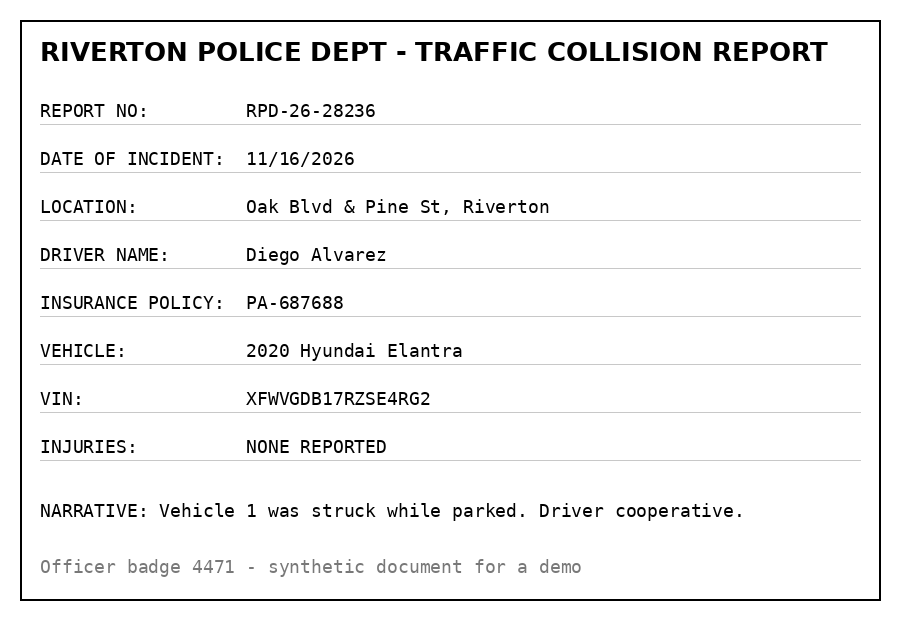 RIVERTON POLICE DEPT - TRAFFIC COLLISION REPORT
REPORT NO: RPD-26-28236
DATE OF INCIDENT: 11/16/2026
LOCATION: Oak Blvd & Pine St, Riverton
DRIVER NAME: Diego Alvarez
INSURANCE POLICY: PA-687688
VEHICLE: 2020 Hyundai Elantra
VIN: XFWVGDB17RZSE4RG2
INJURIES: NONE REPORTED
NARRATIVE: Vehicle 1 was struck while parked. Driver cooperative.
Officer badge 4471 - synthetic document for a demo